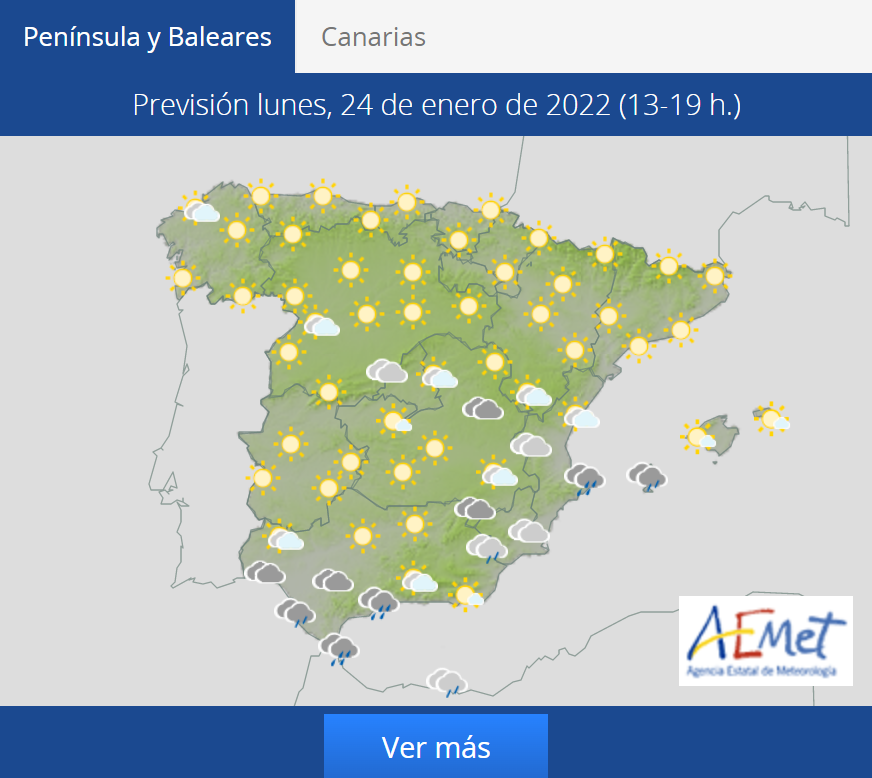 Península y Baleares
Canarias
Previsión lunes, 24 de enero de 2022 (13-19 h.)
AEMet
Agencia Estatal de Meteorología
Ver más